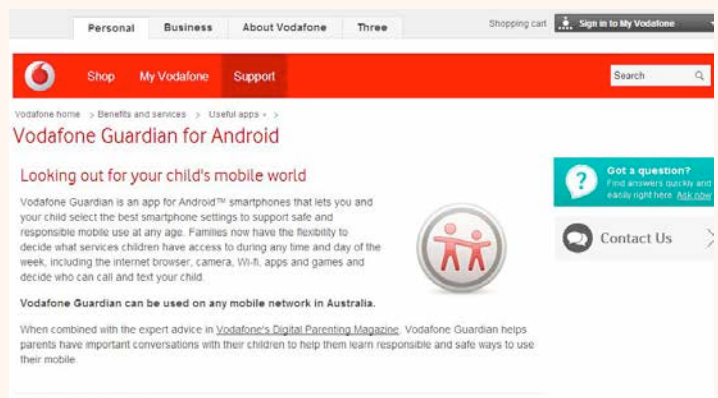 Personal Business About Vodafone Three Shopping cart Sign in to My Vodafone
Shop My Vodafone Support Search
Vodafone home > Benefits and services > Useful apps >
Vodafone Guardian for Android
Looking out for your child's mobile world
Vodafone Guardian is an app for Android™ smartphones that lets you and
your child select the best smartphone settings to support safe and
responsible mobile use at any age. Families now have the flexibility to
decide what services children have access to during any time and day of the
week, including the internet browser, camera, Wi-fi, apps and games and
decide who can call and text your child.
Vodafone Guardian can be used on any mobile network in Australia.
When combined with the expert advice in Vodafone's Digital Parenting Magazine, Vodafone Guardian helps
parents have important conversations with their children to help them learn responsible and safe ways to use
their mobile.
Got a question?
Find answers quickly and
easily right here. Ask now
Contact Us